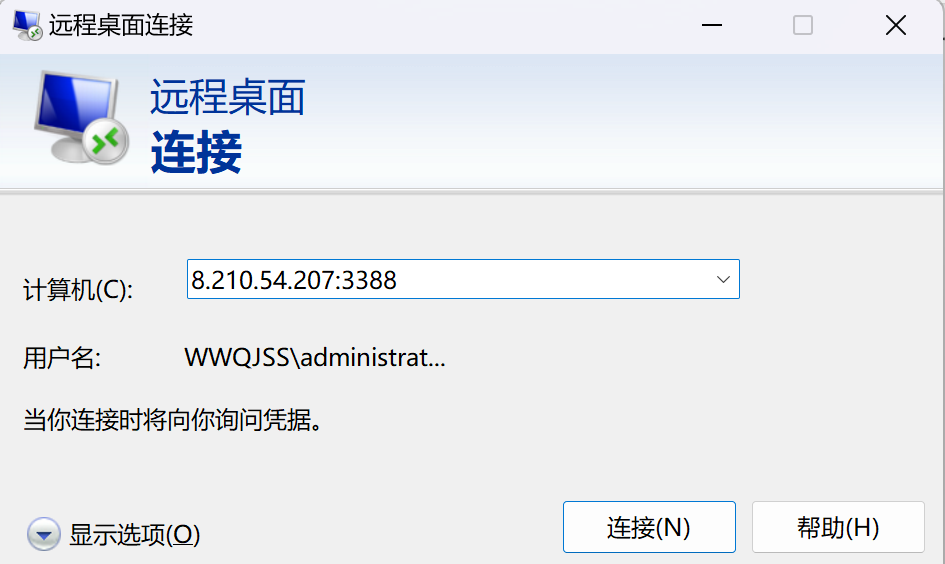 远程桌面连接
远程桌面
连接
计算机(C):
8.210.54.207:3388
用户名:
WWQJSS\administrat...
当你连接时将向你询问凭据。
显示选项(O)
连接(N)
帮助(H)